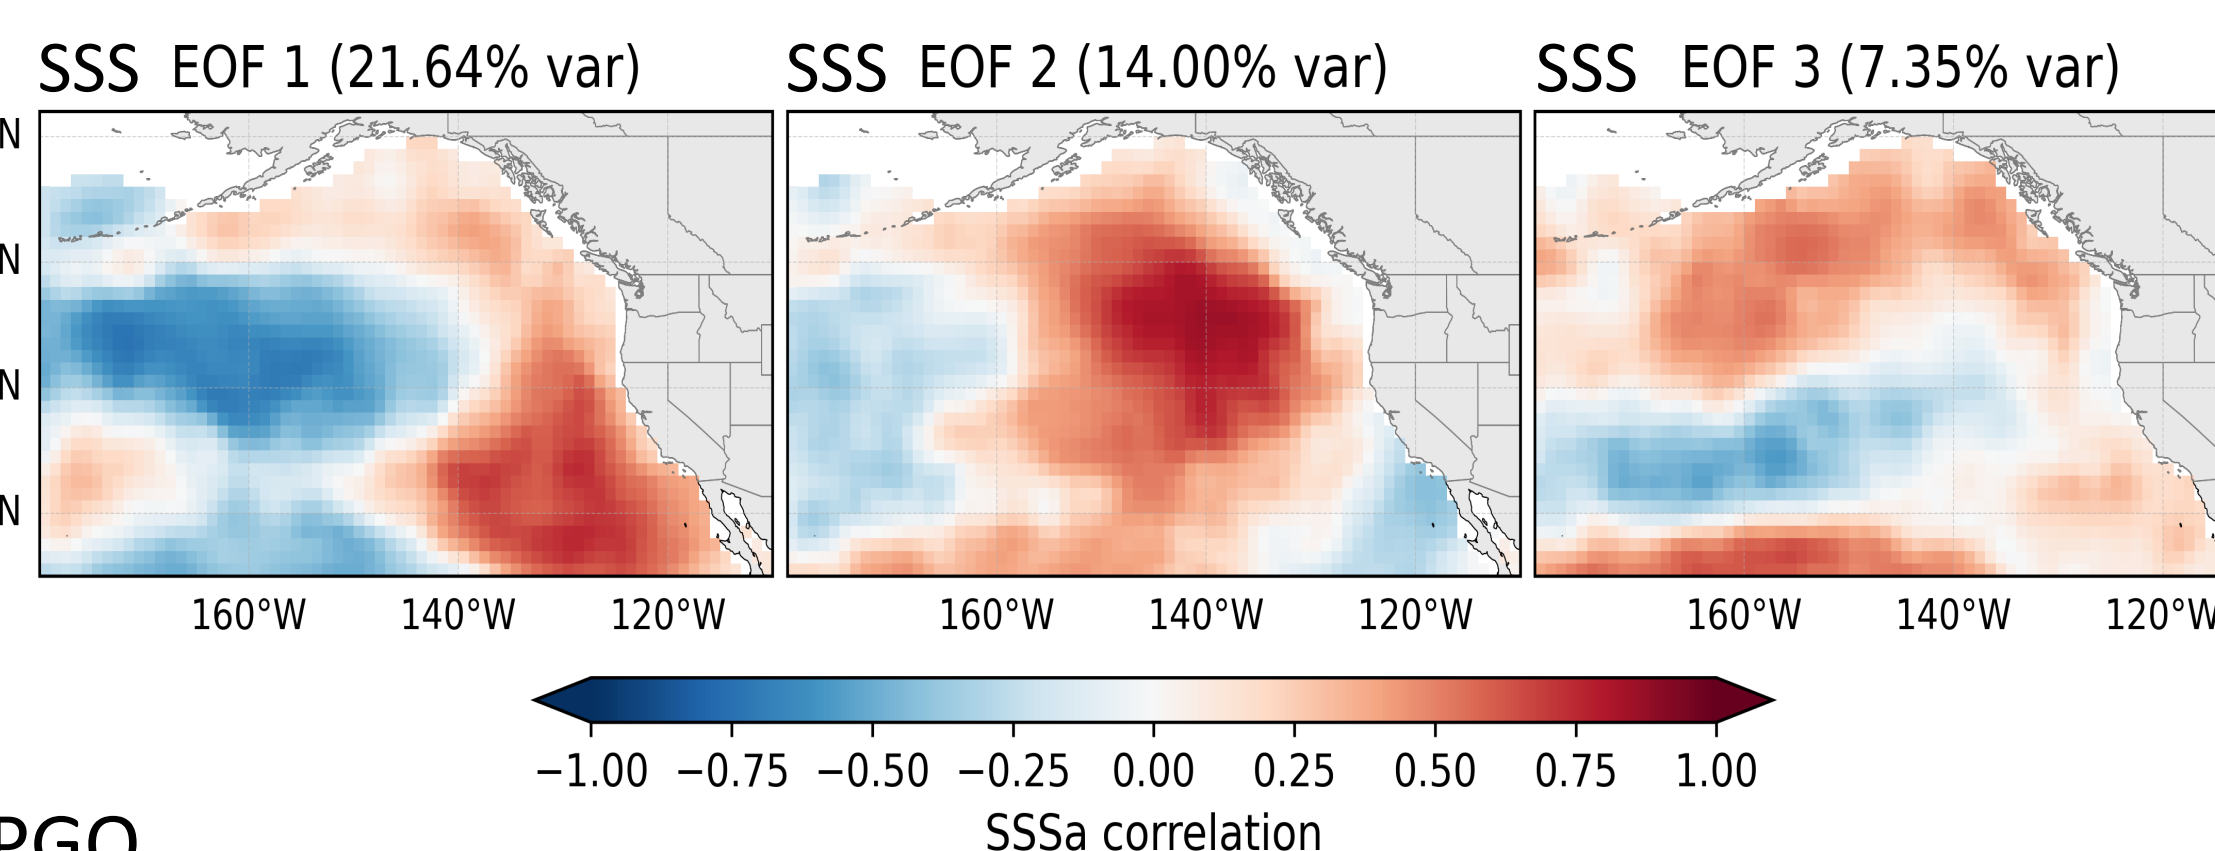 SSS EOF 1 (21.64% var) SSS EOF 2 (14.00% var) SSS EOF 3 (7.35% var)
N
N
N
N
160°W 140°W 120°W 160°W 140°W 120°W 160°W 140°W 120°W
−1.00 −0.75 −0.50 −0.25 0.00 0.25 0.50 0.75 1.00
SSSa correlation
PGO